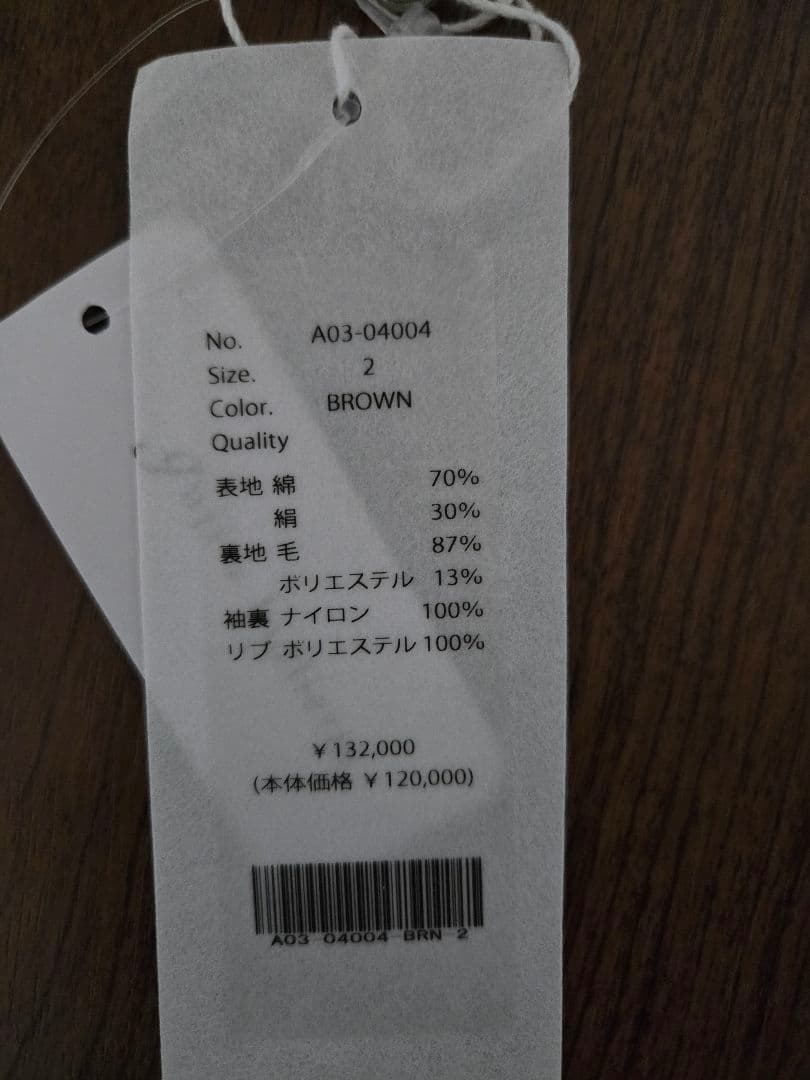 No. A03-04004
Size. 2
Color. BROWN
Quality
表地 綿 70%
絹 30%
裏地 毛 87%
ポリエステル 13%
袖裏 ナイロン 100%
リブ ポリエステル 100%
¥132,000
(本体価格 ¥120,000)
A03-04004 BRN 2